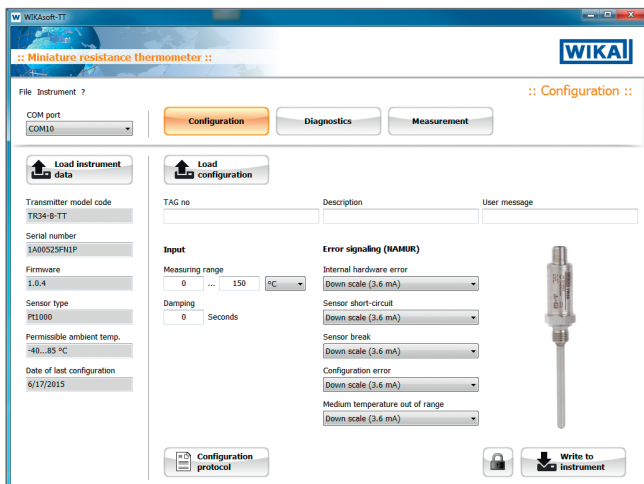 WIKAsoft-TT
:: Miniature resistance thermometer ::
WIKA
File Instrument ?
:: Configuration ::
COM port
COM10
Configuration
Diagnostics
Measurement
Load instrument
data
Load
configuration
Transmitter model code
TR34-B-TT
TAG no
Description
User message
Serial number
1A00525FN1P
Input
Error signaling (NAMUR)
Firmware
1.0.4
Measuring range
0 ... 150 °C
Internal hardware error
Down scale (3.6 mA)
Sensor type
Pt1000
Damping
0 Seconds
Sensor short-circuit
Down scale (3.6 mA)
Permissible ambient temp.
-40...85 °C
Sensor break
Down scale (3.6 mA)
Date of last configuration
6/17/2015
Configuration error
Down scale (3.6 mA)
Medium temperature out of range
Down scale (3.6 mA)
Configuration
protocol
Write to
instrument